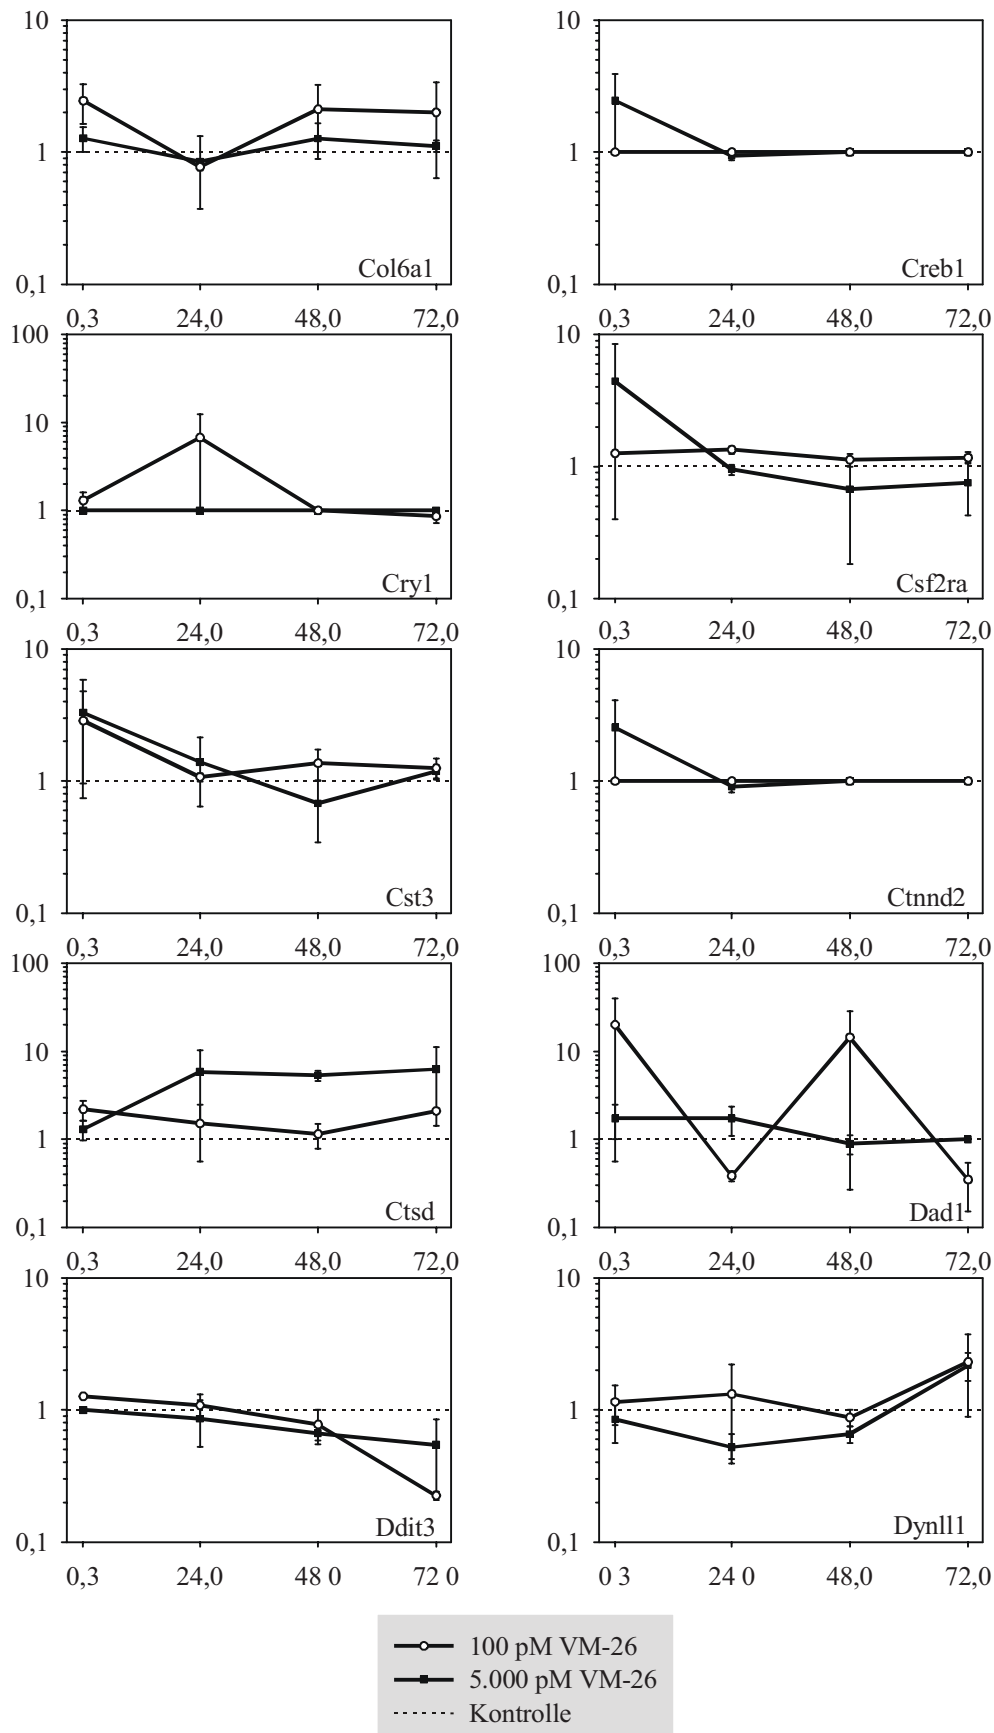 10
1
0,1
Col6a1
0,3 24,0 48,0 72,0
10
1
0,1
Creb1
0,3 24,0 48,0 72,0
100
10
1
0,1
Cry1
0,3 24,0 48,0 72,0
10
1
0,1
Csf2ra
0,3 24,0 48,0 72,0
10
1
0,1
Cst3
0,3 24,0 48,0 72,0
10
1
0,1
Ctnnd2
0,3 24,0 48,0 72,0
100
10
1
0,1
Ctsd
0,3 24,0 48,0 72,0
100
10
1
0,1
Dad1
0,3 24,0 48,0 72,0
10
1
0,1
Ddit3
0,3 24,0 48 0 72 0
10
1
0,1
Dynll1
0 3 24 0 48,0 72,0
100 pM VM-26
5.000 pM VM-26
Kontrolle